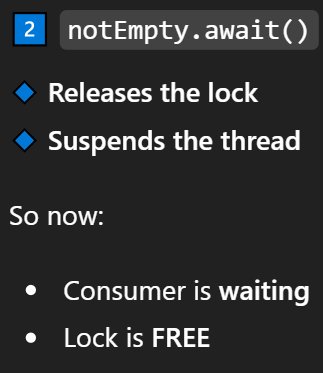 2 notEmpty.await()
Releases the lock
Suspends the thread
So now:
Consumer is waiting
Lock is FREE